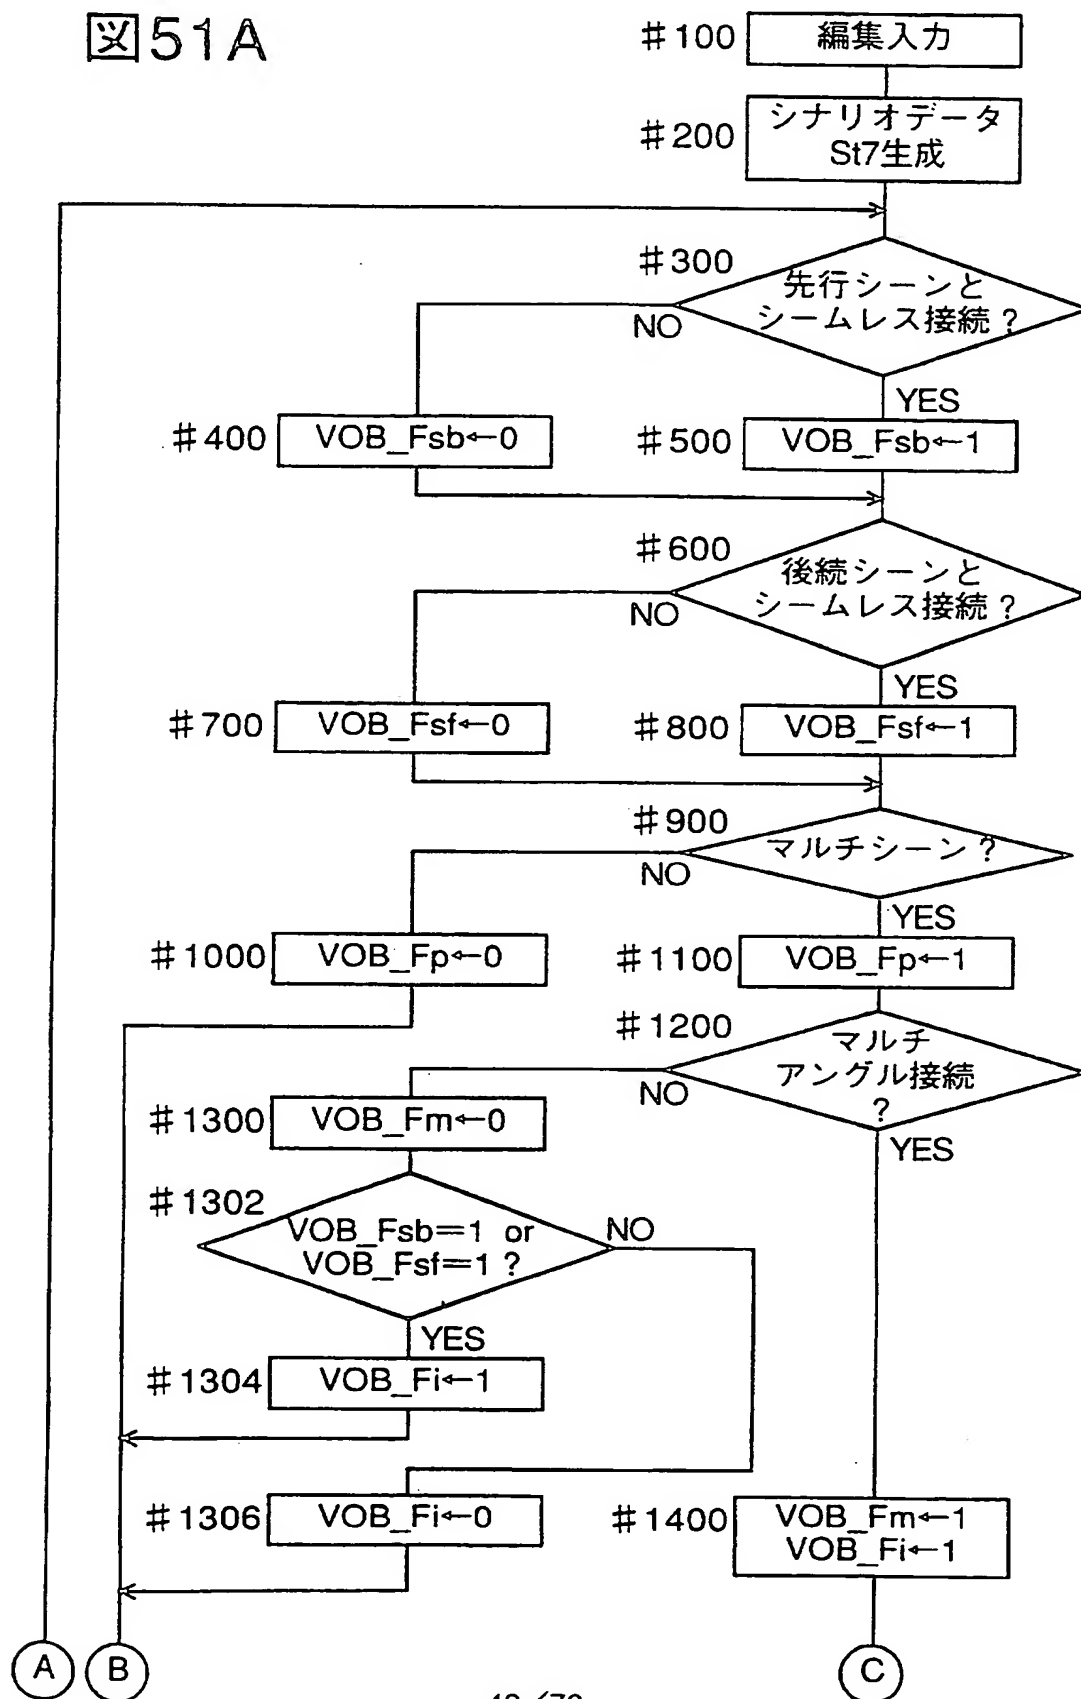 図51A
#100 編集入力
#200 シナリオデータ
St7生成
#300 先行シーンと
シームレス接続?
NO
YES
#400 VOB_Fsb←0
#500 VOB_Fsb←1
#600 後続シーンと
シームレス接続?
NO
YES
#700 VOB_Fsf←0
#800 VOB_Fsf←1
#900 マルチシーン?
NO
YES
#1000 VOB_Fp←0
#1100 VOB_Fp←1
#1200 マルチ
アングル接続
?
NO
YES
#1300 VOB_Fm←0
#1302 VOB_Fsb=1 or
VOB_Fsf=1 ?
NO
YES
#1304 VOB_Fi←1
#1306 VOB_Fi←0
#1400 VOB_Fm←1
VOB_Fi←1
A
B
C